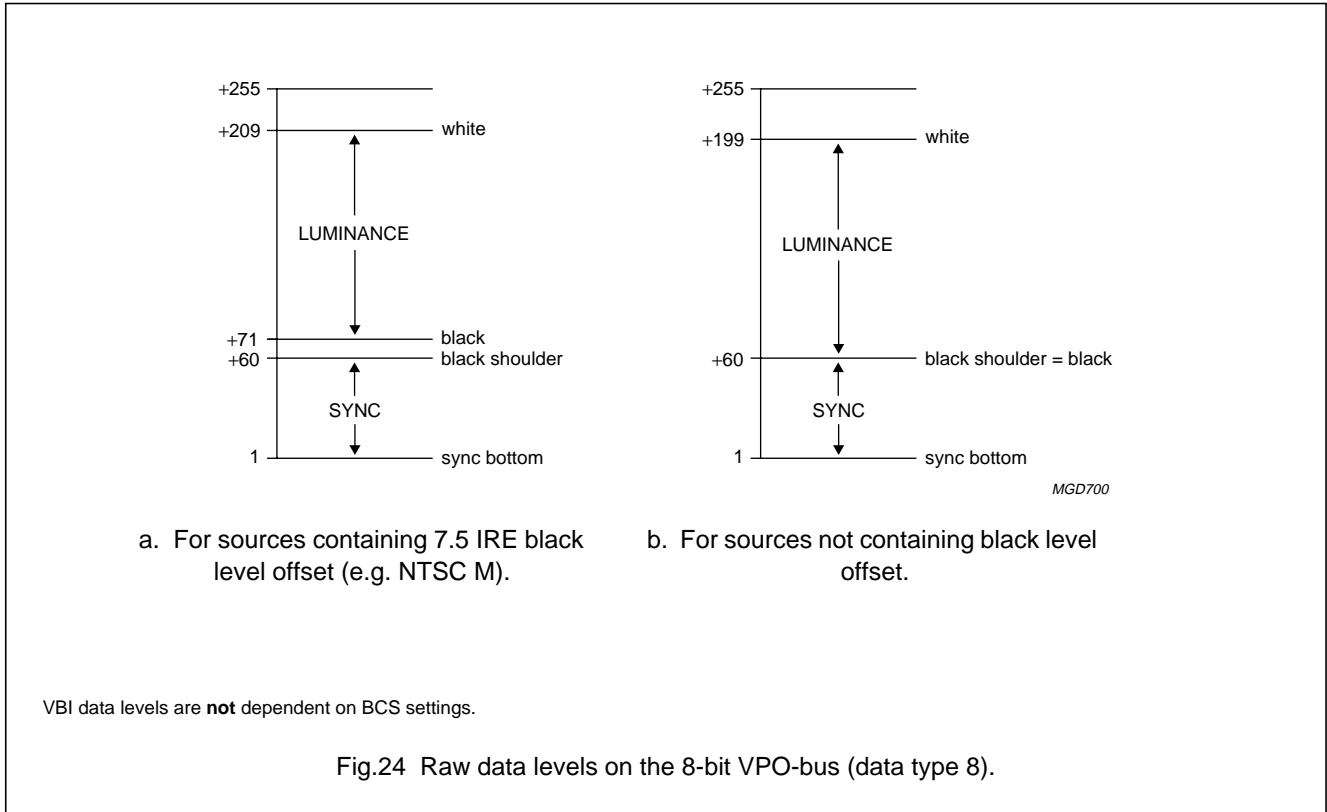 +255
+209
white
LUMINANCE
+71
black
+60
black shoulder
SYNC
1
sync bottom
+255
+199
white
LUMINANCE
+60
black shoulder = black
SYNC
1
sync bottom
MGD700
a. For sources containing 7.5 IRE black
level offset (e.g. NTSC M).
b. For sources not containing black level
offset.
VBI data levels are not dependent on BCS settings.
Fig.24 Raw data levels on the 8-bit VPO-bus (data type 8).